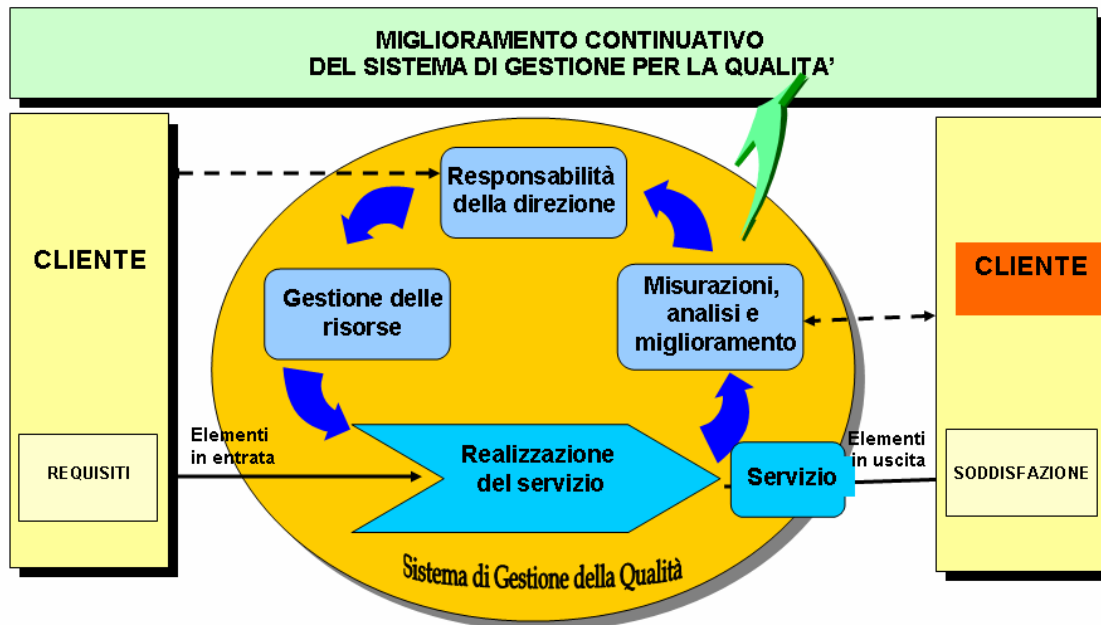 MIGLIORAMENTO CONTINUATIVO
DEL SISTEMA DI GESTIONE PER LA QUALITA'
CLIENTE
REQUISITI
Elementi
in entrata
Responsabilità
della direzione
Gestione delle
risorse
Misurazioni,
analisi e
miglioramento
Realizzazione
del servizio
Servizio
Elementi
in uscita
Sistema di Gestione della Qualità
CLIENTE
SODDISFAZIONE